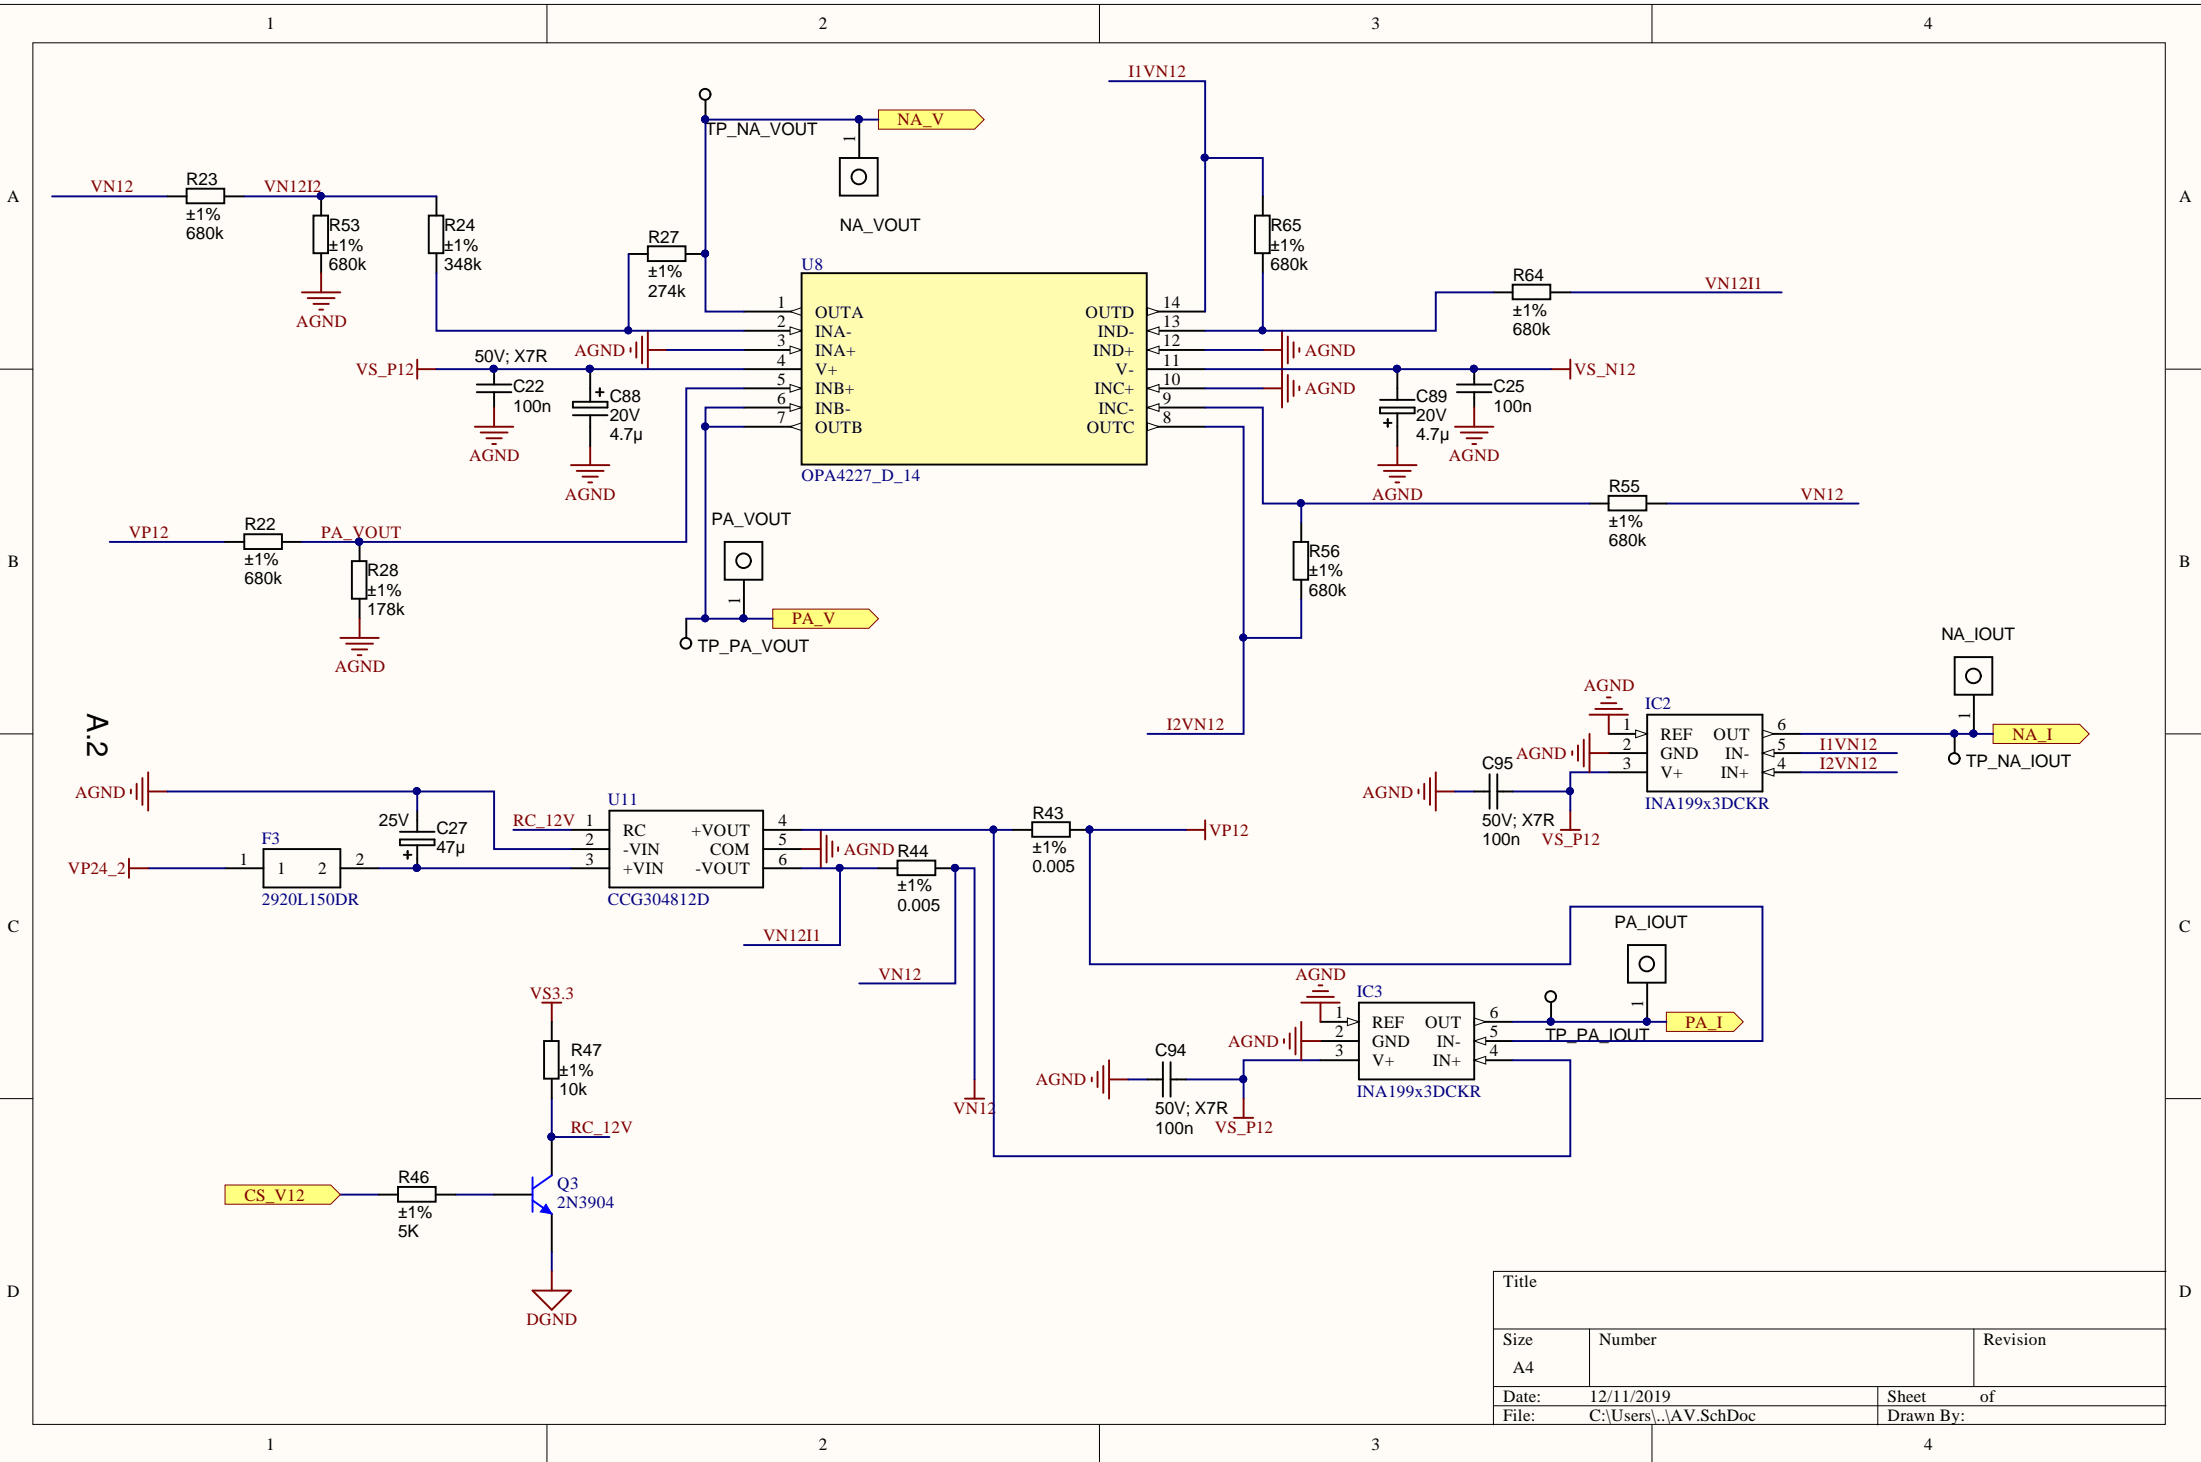 1 2 3 4
A A
B B
C C
D D
I1VN12
TP_NA_VOUT
NA_V
1
NA_VOUT
VN12
R23
±1%
680k
VN12I2
R53
±1%
680k
AGND
R24
±1%
348k
R27
±1%
274k
U8
1 OUTA
2 INA-
3 INA+
4 V+
5 INB+
6 INB-
7 OUTB
OUTD 14
IND- 13
IND+ 12
V- 11
INC+ 10
INC- 9
OUTC 8
OPA4227_D_14
AGND
VS_P12
50V; X7R
C22
100n
AGND
C88
20V
4.7µ
AGND
R65
±1%
680k
R64
±1%
680k
VN12I1
AGND
AGND
VS_N12
C89
20V
4.7µ
AGND
C25
100n
AGND
R55
±1%
680k
VN12
R56
±1%
680k
I2VN12
VP12
R22
±1%
680k
PA_VOUT
R28
±1%
178k
AGND
PA_VOUT
1
PA_V
TP_PA_VOUT
A.2
AGND
25V
C27
47µ
VP24_2
F3
1 1 2 2
2920L150DR
U11
RC_12V
1 RC
2 -VIN
3 +VIN
+VOUT 4
COM 5
-VOUT 6
CCG304812D
AGND
R44
±1%
0.005
R43
±1%
0.005
VP12
VN12I1
VN12
VN12
NA_IOUT
1
AGND
AGND
IC2
1 REF
2 GND
3 V+
OUT 6
IN- 5
IN+ 4
INA199x3DCKR
I1VN12
I2VN12
NA_I
TP_NA_IOUT
AGND
C95
50V; X7R
100n
VS_P12
PA_IOUT
1
AGND
AGND
IC3
1 REF
2 GND
3 V+
OUT 6
IN- 5
IN+ 4
INA199x3DCKR
TP_PA_IOUT
PA_I
AGND
C94
50V; X7R
100n
VS_P12
VS3.3
R47
±1%
10k
RC_12V
CS_V12
R46
±1%
5K
Q3
2N3904
DGND
Title
Size
A4
Number
Revision
Date: 12/11/2019
Sheet of
File: C:\Users\..\AV.SchDoc
Drawn By:
1 2 3 4